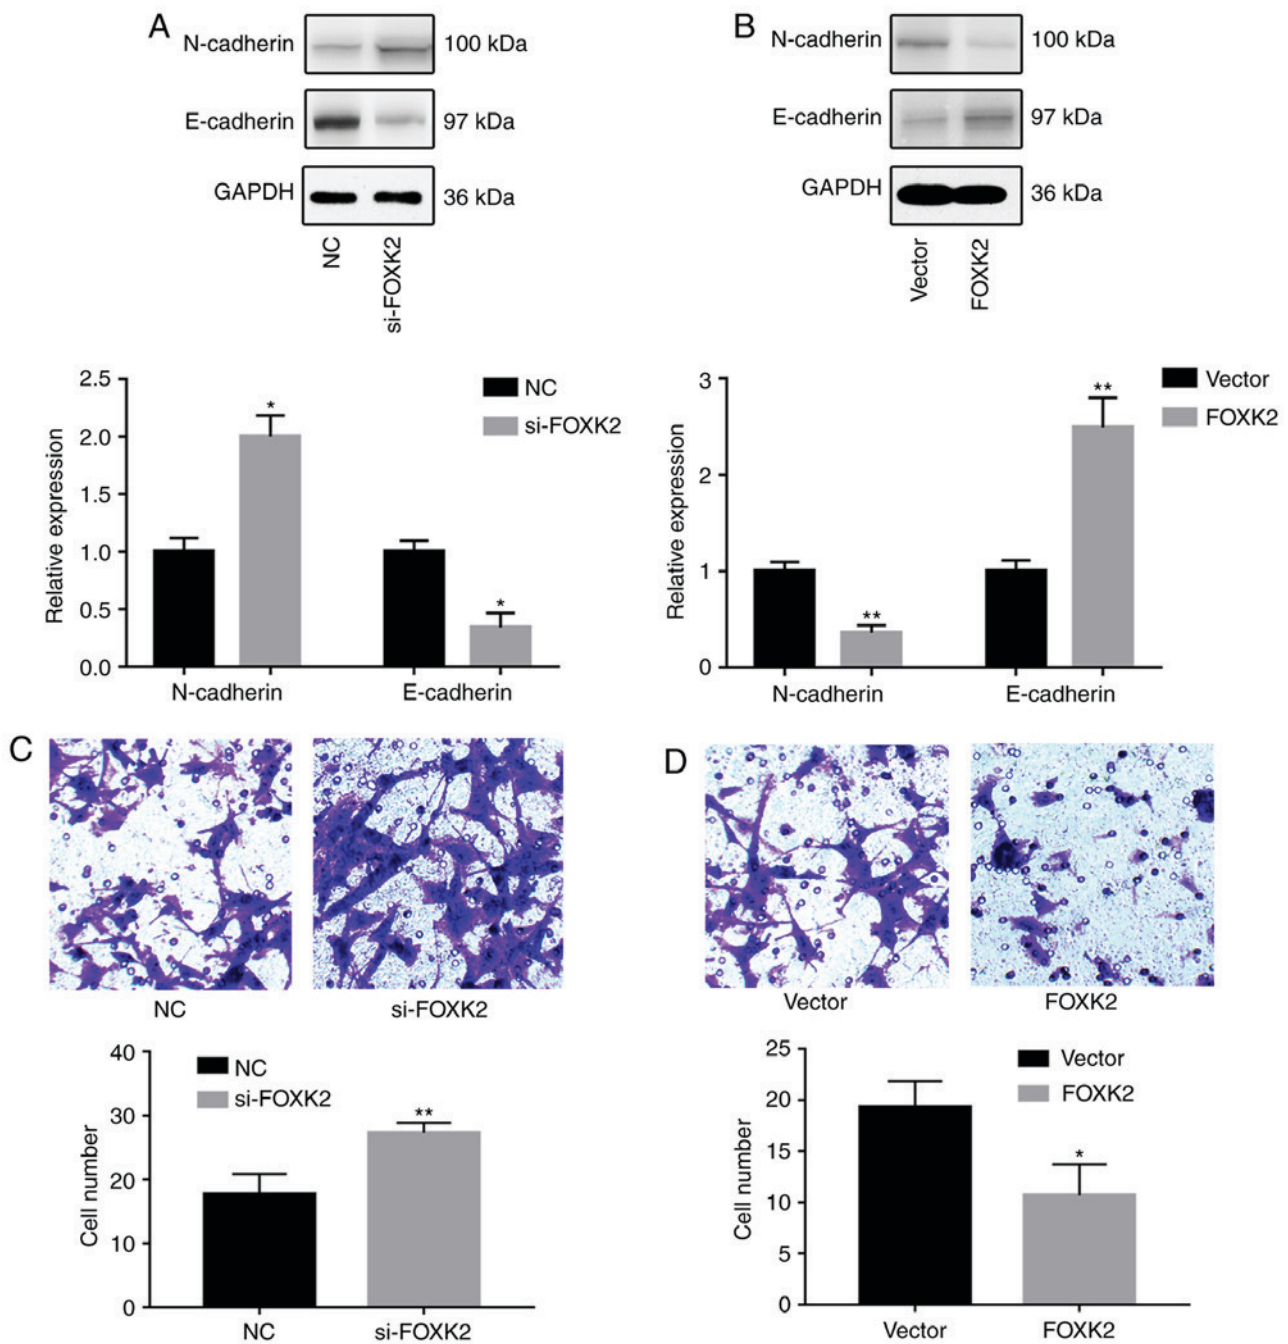 A
N-cadherin
100 kDa
E-cadherin
97 kDa
GAPDH
36 kDa
NC
si-FOXK2
B
N-cadherin
100 kDa
E-cadherin
97 kDa
GAPDH
36 kDa
Vector
FOXK2
2.5
2.0
1.5
1.0
0.5
0.0
Relative expression
*
*
NC
si-FOXK2
N-cadherin
E-cadherin
3
2
1
0
Relative expression
**
**
Vector
FOXK2
N-cadherin
E-cadherin
C
NC
si-FOXK2
D
Vector
FOXK2
40
30
20
10
0
Cell number
NC
si-FOXK2
**
NC
si-FOXK2
25
20
15
10
5
0
Cell number
Vector
FOXK2
*
Vector
FOXK2